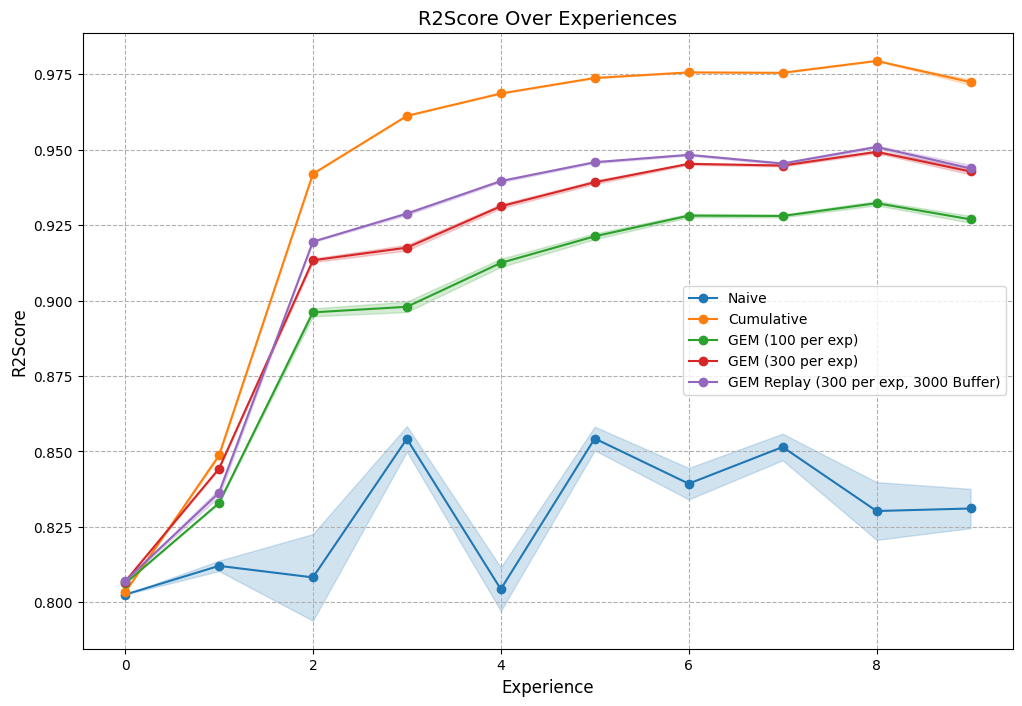 R2Score Over Experiences
R2Score
0.975
0.950
0.925
0.900
0.875
0.850
0.825
0.800
Naive
Cumulative
GEM (100 per exp)
GEM (300 per exp)
GEM Replay (300 per exp, 3000 Buffer)
0 2 4 6 8
Experience